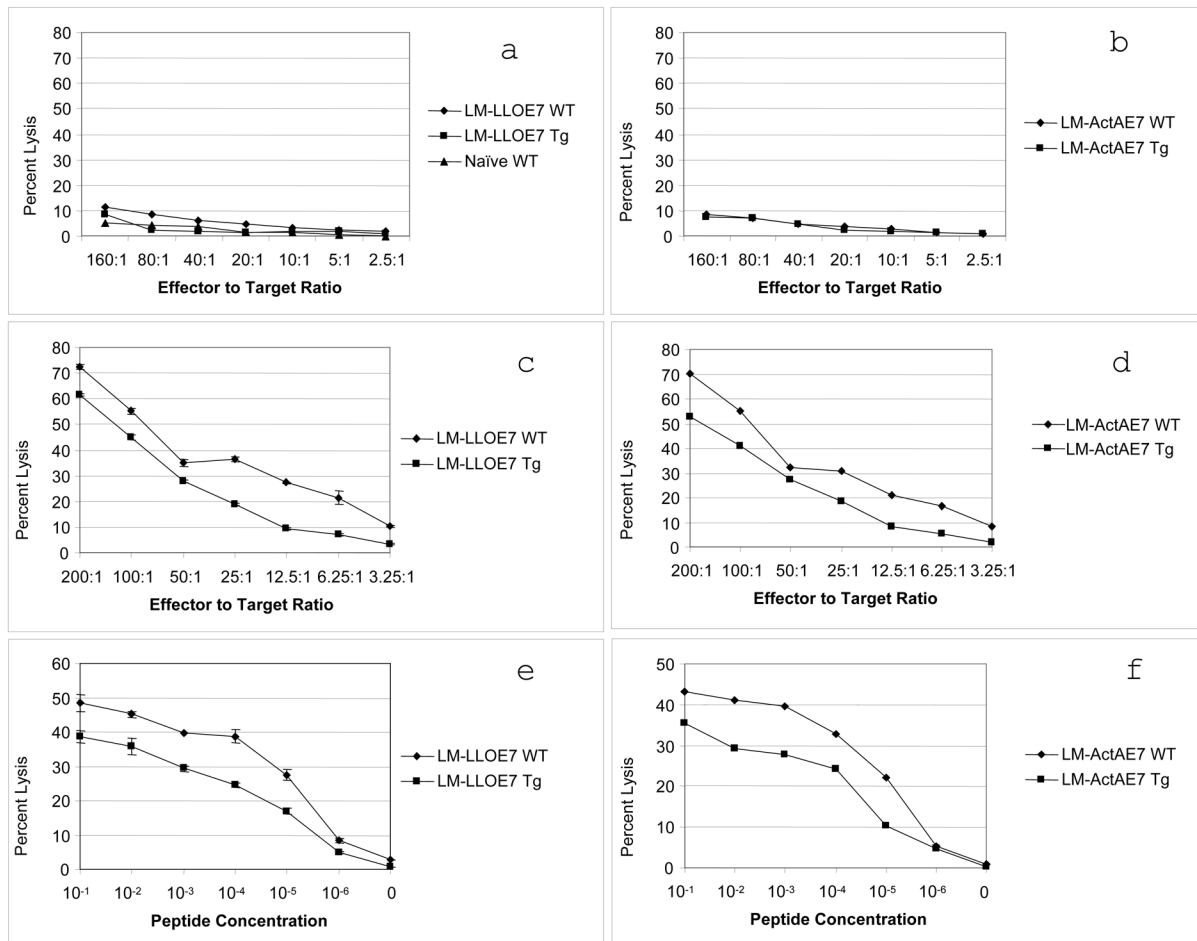 a
80
70
60
50
40
30
20
10
0
Percent Lysis
160:1 80:1 40:1 20:1 10:1 5:1 2.5:1
Effector to Target Ratio
LM-LLOE7 WT
LM-LLOE7 Tg
Naïve WT
b
80
70
60
50
40
30
20
10
0
Percent Lysis
160:1 80:1 40:1 20:1 10:1 5:1 2.5:1
Effector to Target Ratio
LM-ActAE7 WT
LM-ActAE7 Tg
c
80
70
60
50
40
30
20
10
0
Percent Lysis
200:1 100:1 50:1 25:1 12.5:1 6.25:1 3.25:1
Effector to Target Ratio
LM-LLOE7 WT
LM-LLOE7 Tg
d
80
70
60
50
40
30
20
10
0
Percent Lysis
200:1 100:1 50:1 25:1 12.5:1 6.25:1 3.25:1
Effector to Target Ratio
LM-ActAE7 WT
LM-ActAE7 Tg
e
60
50
40
30
20
10
0
Percent Lysis
10⁻¹ 10⁻² 10⁻³ 10⁻⁴ 10⁻⁵ 10⁻⁶ 0
Peptide Concentration
LM-LLOE7 WT
LM-LLOE7 Tg
f
50
40
30
20
10
0
Percent Lysis
10⁻¹ 10⁻² 10⁻³ 10⁻⁴ 10⁻⁵ 10⁻⁶ 0
Peptide Concentration
LM-ActAE7 WT
LM-ActAE7 Tg